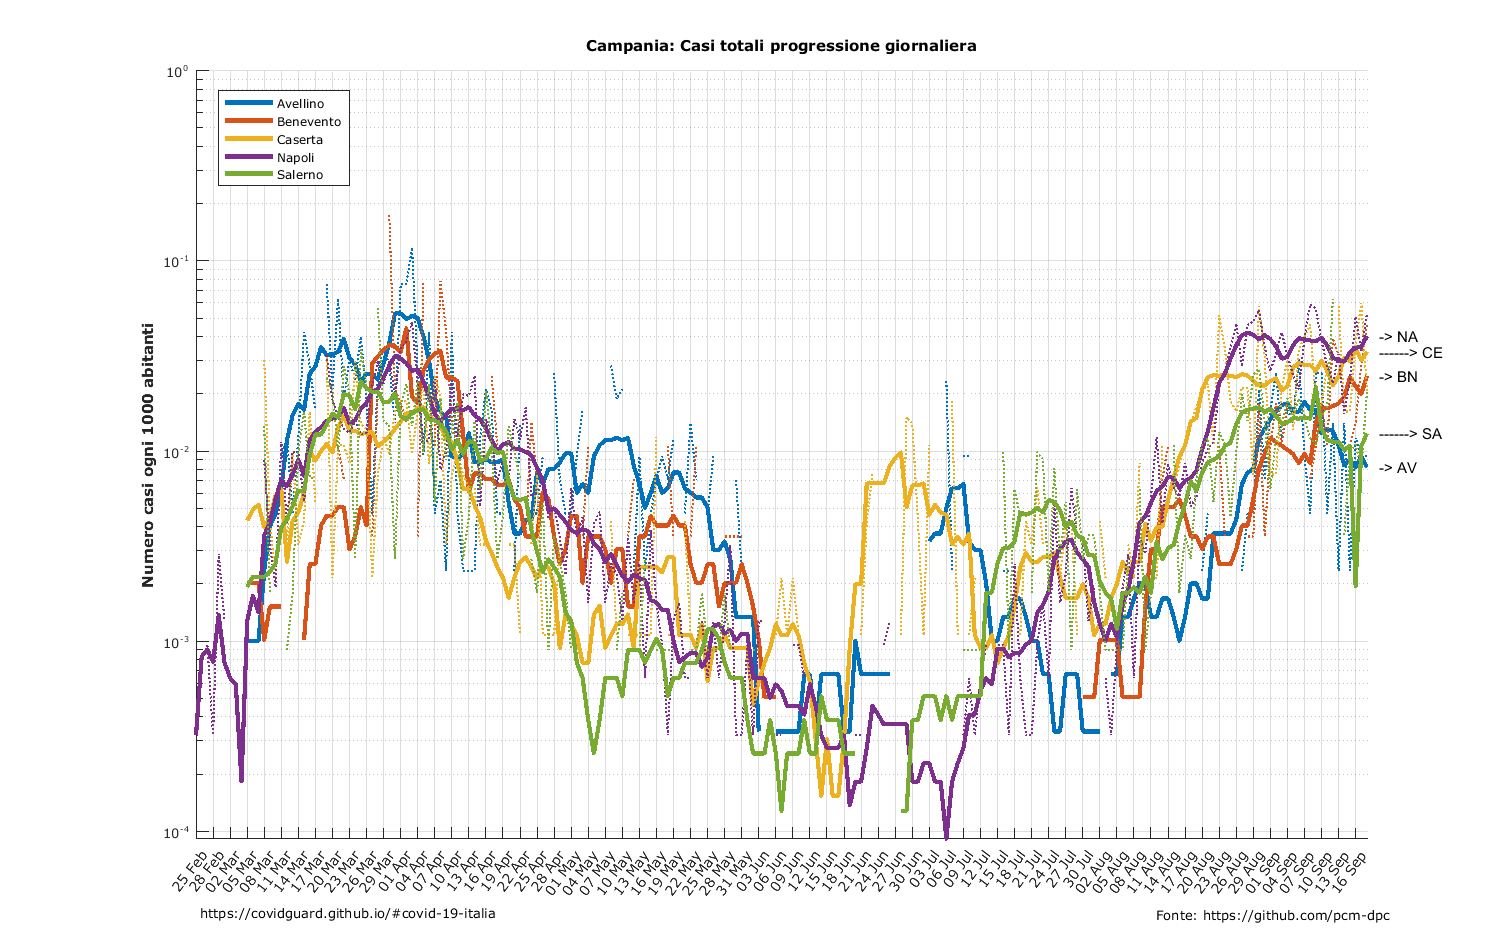 Campania: Casi totali progressione giornaliera
10^0
10^-1
10^-2
10^-3
10^-4
Numero casi ogni 1000 abitanti
Avellino
Benevento
Caserta
Napoli
Salerno
-> NA
------> CE
-> BN
------> SA
-> AV
25 Feb
28 Feb
02 Mar
05 Mar
08 Mar
11 Mar
14 Mar
17 Mar
20 Mar
23 Mar
26 Mar
29 Mar
01 Apr
04 Apr
07 Apr
10 Apr
13 Apr
16 Apr
19 Apr
22 Apr
25 Apr
28 Apr
01 May
04 May
07 May
10 May
13 May
16 May
19 May
22 May
25 May
28 May
31 May
03 Jun
06 Jun
09 Jun
12 Jun
15 Jun
18 Jun
21 Jun
24 Jun
27 Jun
30 Jun
03 Jul
06 Jul
09 Jul
12 Jul
15 Jul
18 Jul
21 Jul
24 Jul
27 Jul
30 Jul
02 Aug
05 Aug
08 Aug
11 Aug
14 Aug
17 Aug
20 Aug
23 Aug
26 Aug
29 Aug
01 Sep
04 Sep
07 Sep
10 Sep
13 Sep
16 Sep
https://covidguard.github.io/#covid-19-italia
Fonte: https://github.com/pcm-dpc